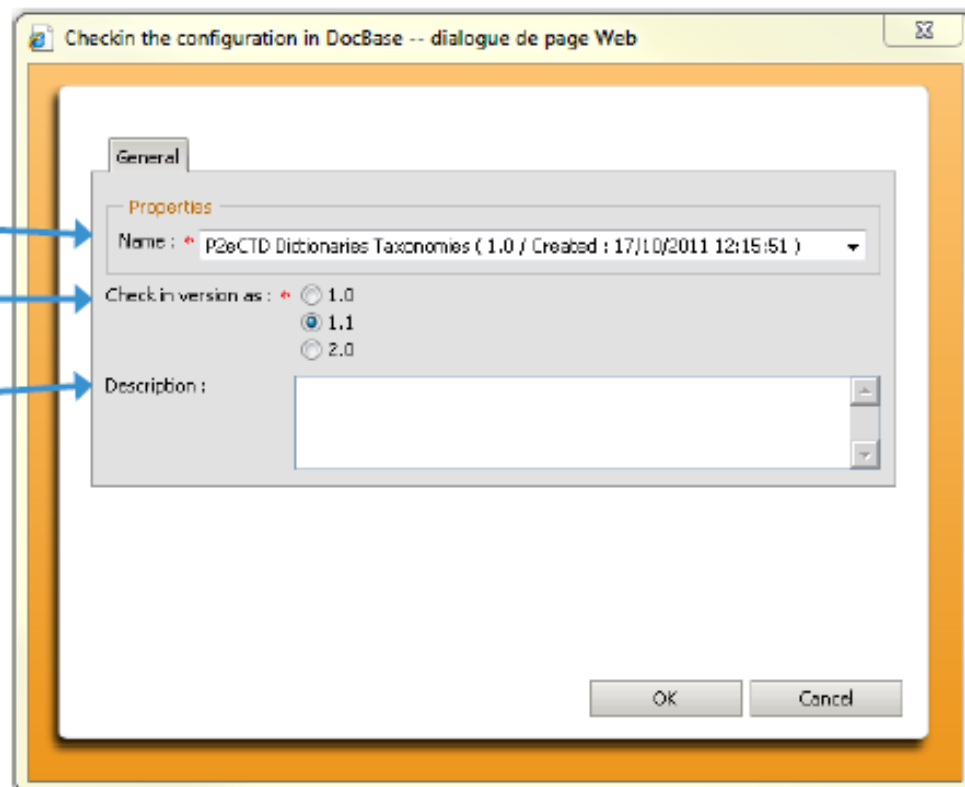 Checkin the configuration in DocBase -- dialogue de page Web
General
Properties
Name : * P2eCTD Dictionaries Taxonomies ( 1.0 / Created : 17/10/2011 12:15:51 )
Check in version as : * 1.0
1.1
2.0
Description :
OK Cancel